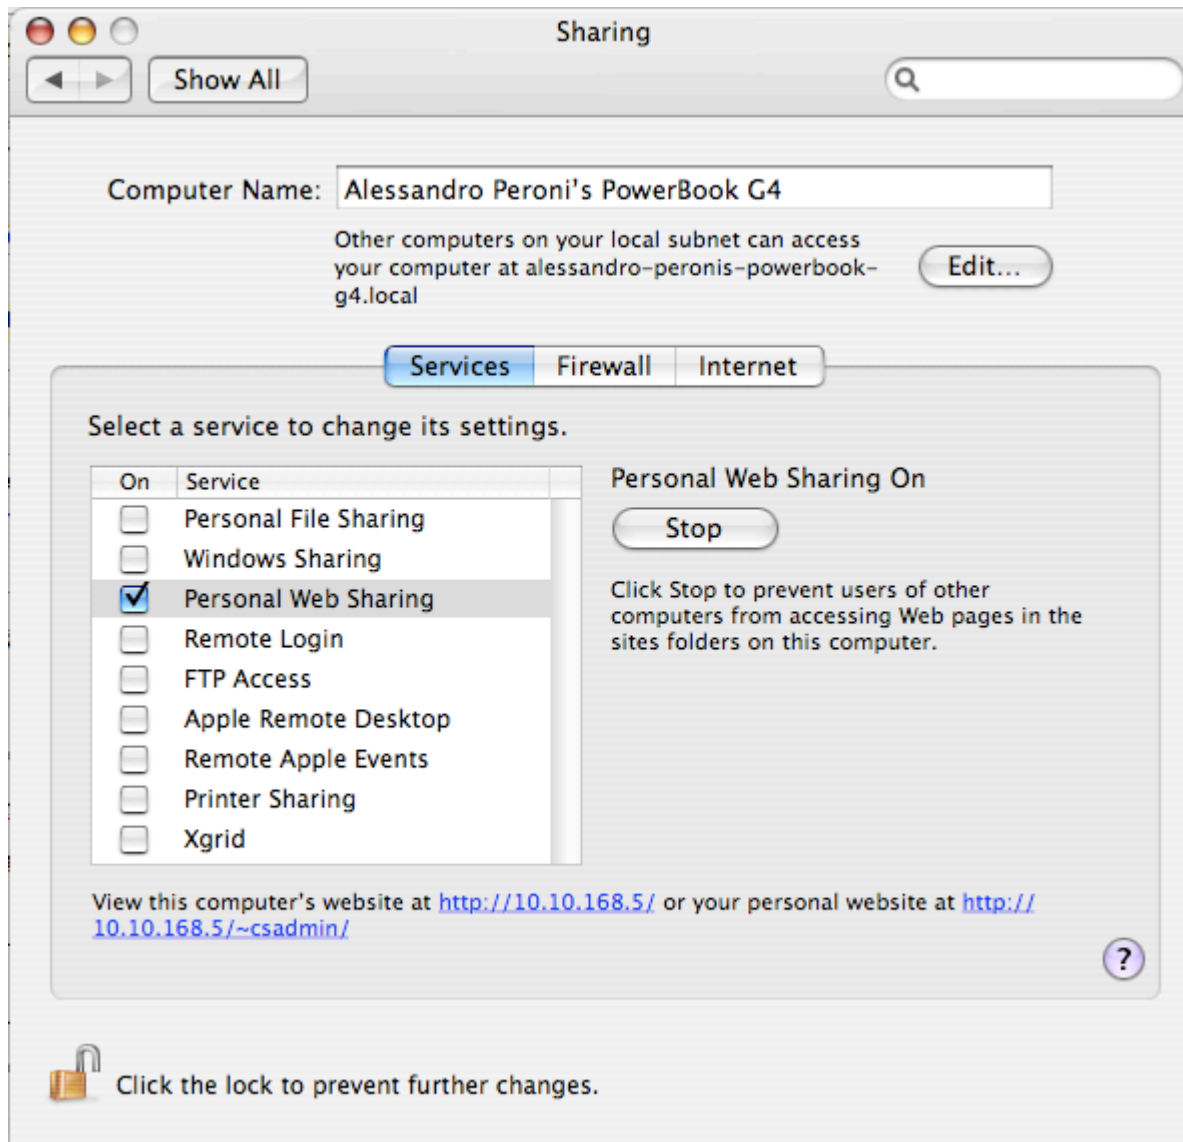 Sharing
Show All
Computer Name: Alessandro Peroni's PowerBook G4
Other computers on your local subnet can access
your computer at alessandro-peronis-powerbook-
g4.local
Edit...
Services Firewall Internet
Select a service to change its settings.
On Service
Personal File Sharing
Windows Sharing
Personal Web Sharing
Remote Login
FTP Access
Apple Remote Desktop
Remote Apple Events
Printer Sharing
Xgrid
Personal Web Sharing On
Stop
Click Stop to prevent users of other
computers from accessing Web pages in the
sites folders on this computer.
View this computer's website at http://10.10.168.5/ or your personal website at http://
10.10.168.5/~csadmin/
?
Click the lock to prevent further changes.